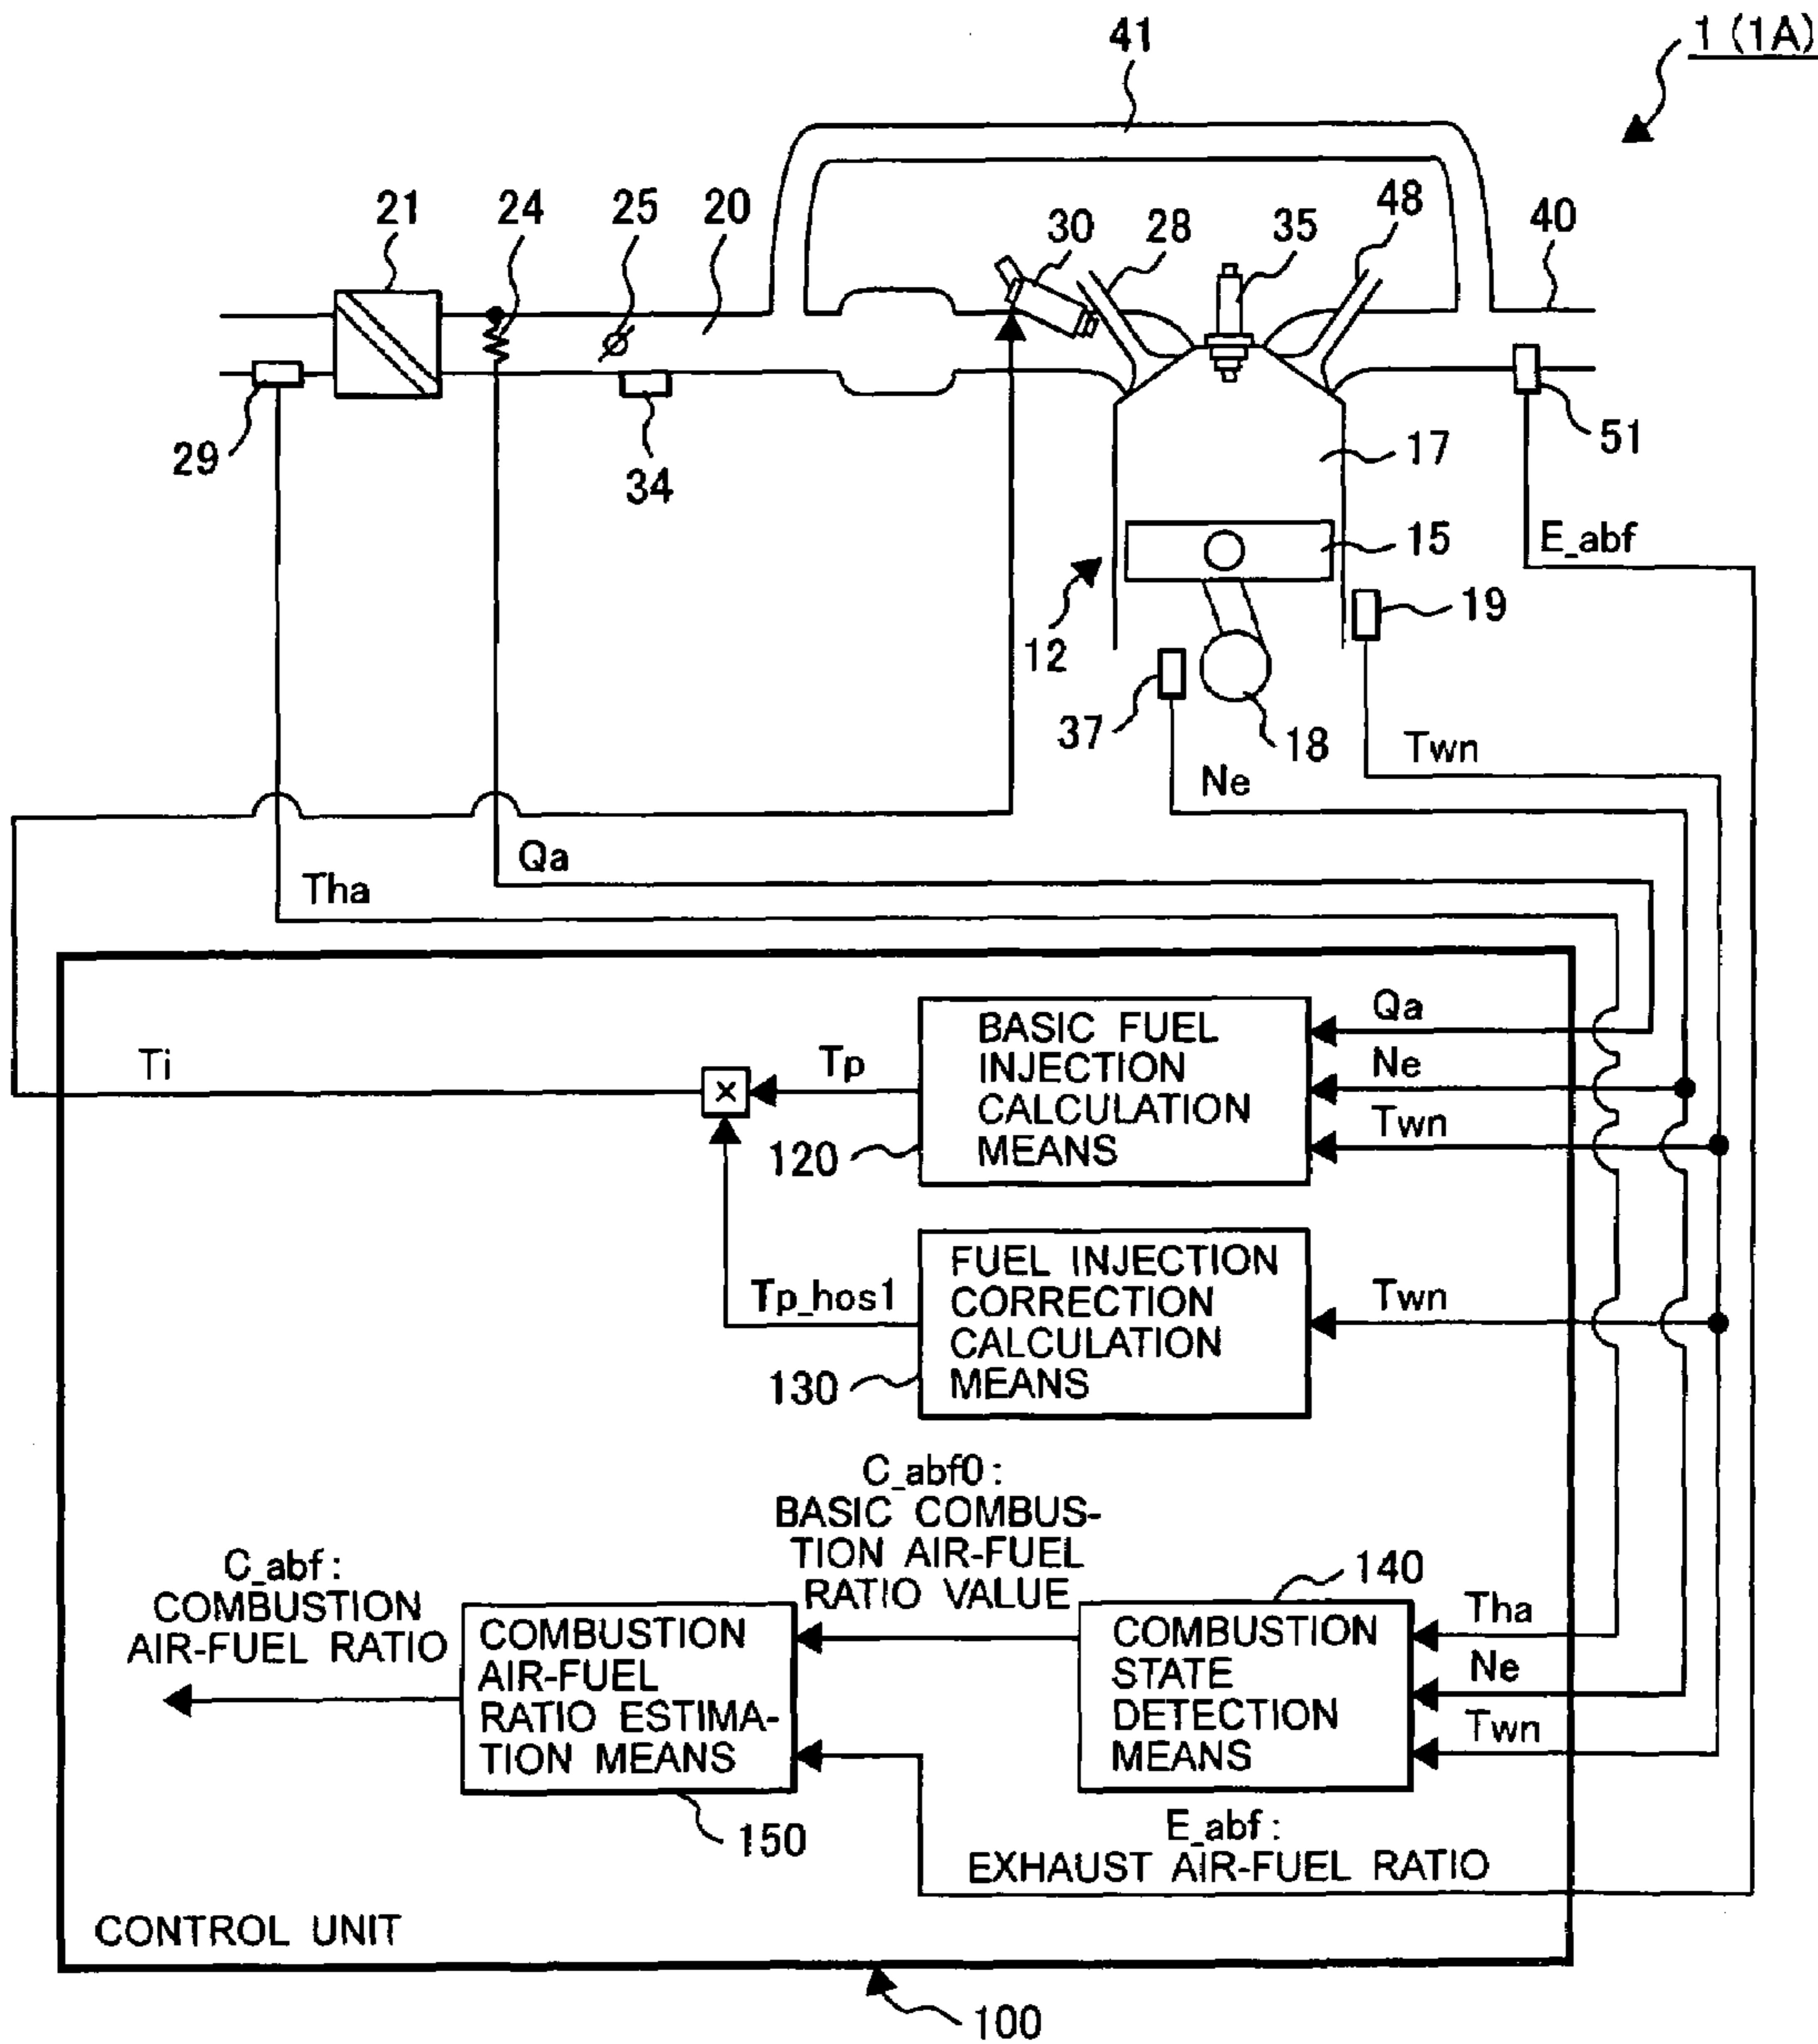 1 (1A)
41
21
24
25
20
30
28
35
48
40
29
34
17
51
15
E_abf
12
19
37
18
Twn
Ne
Qa
Tha
Ti
Tp
BASIC FUEL
INJECTION
CALCULATION
MEANS
120
Qa
Ne
Twn
Tp_hos1
FUEL INJECTION
CORRECTION
CALCULATION
MEANS
130
Twn
C_abf0 :
BASIC COMBUS-
TION AIR-FUEL
RATIO VALUE
C_abf :
COMBUSTION
AIR-FUEL RATIO
COMBUSTION
AIR-FUEL
RATIO ESTIMA-
TION MEANS
150
140
COMBUSTION
STATE
DETECTION
MEANS
Tha
Ne
Twn
E_abf :
EXHAUST AIR-FUEL RATIO
CONTROL UNIT
100